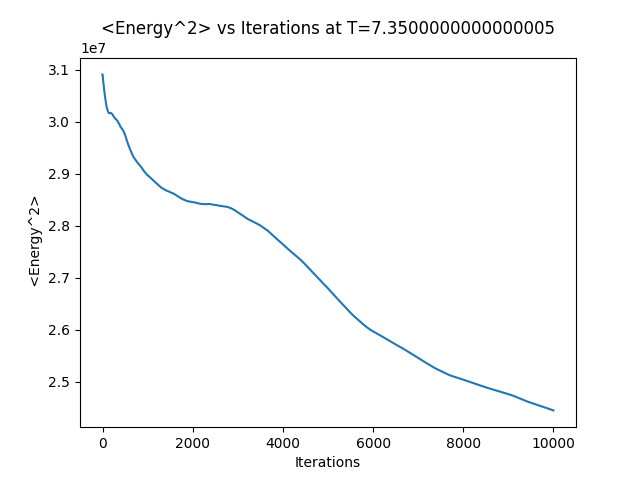 <Energy^2> vs Iterations at T=7.3500000000000005
1e7
3.1
3.0
2.9
2.8
2.7
2.6
2.5
<Energy^2>
0 2000 4000 6000 8000 10000
Iterations